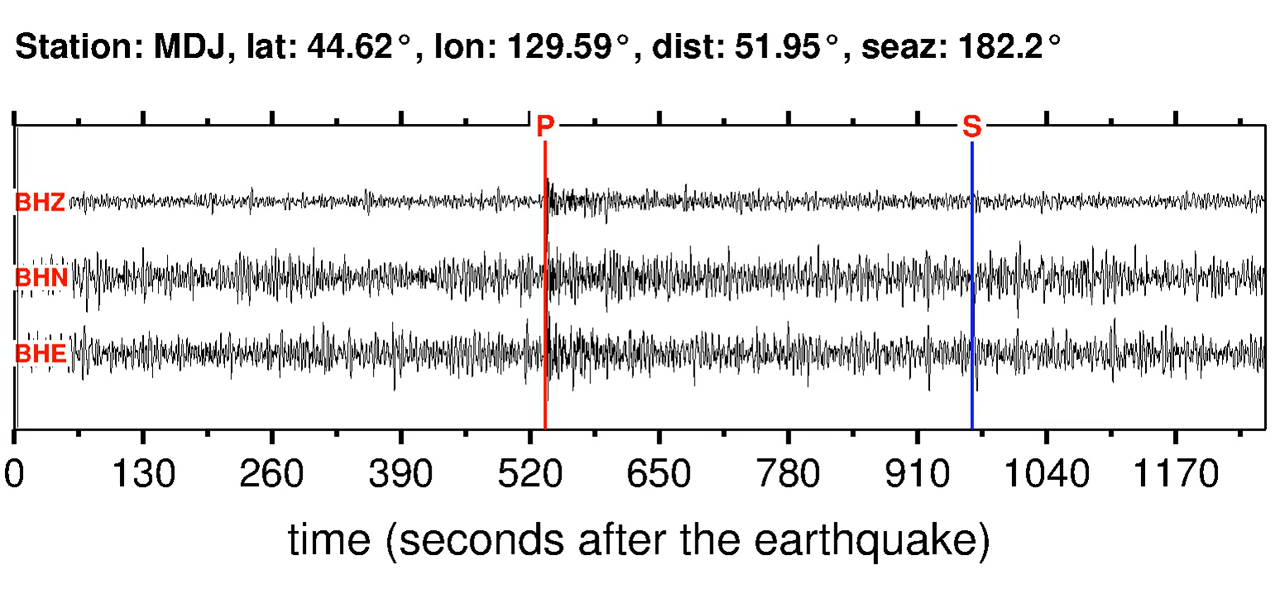 Station: MDJ, lat: 44.62°, lon: 129.59°, dist: 51.95°, seaz: 182.2°
P S
BHZ
BHN
BHE
0 130 260 390 520 650 780 910 1040 1170
time (seconds after the earthquake)